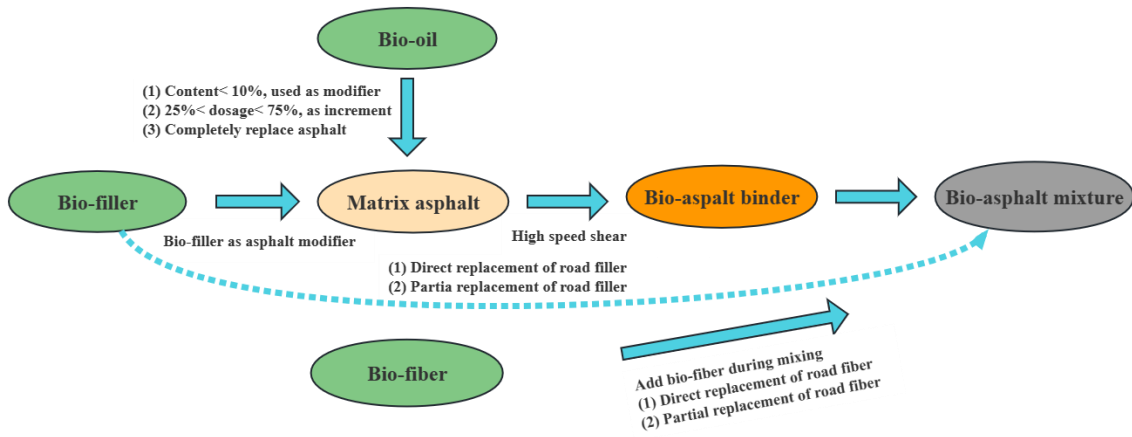 Bio-oil
(1) Content< 10%, used as modifier
(2) 25%< dosage< 75%, as increment
(3) Completely replace asphalt
Bio-filler
Matrix asphalt
Bio-aspalt binder
Bio-asphalt mixture
Bio-filler as asphalt modifier
High speed shear
(1) Direct replacement of road filler
(2) Partia replacement of road filler
Bio-fiber
Add bio-fiber during mixing
(1) Direct replacement of road fiber
(2) Partial replacement of road fiber